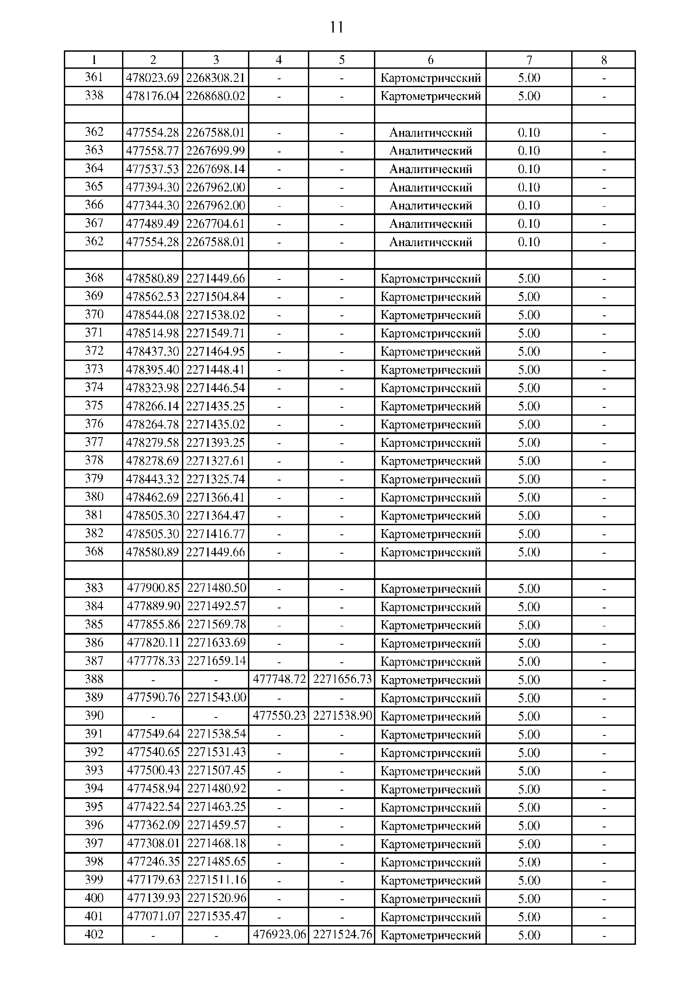 11
1 2 3 4 5 6 7 8
361 478023.69 2268308.21 - - Картометрический 5.00 -
338 478176.04 2268680.02 - - Картометрический 5.00 -
362 477554.28 2267588.01 - - Аналитический 0.10 -
363 477558.77 2267699.99 - - Аналитический 0.10 -
364 477537.53 2267698.14 - - Аналитический 0.10 -
365 477394.30 2267962.00 - - Аналитический 0.10 -
366 477344.30 2267962.00 - - Аналитический 0.10 -
367 477489.49 2267704.61 - - Аналитический 0.10 -
362 477554.28 2267588.01 - - Аналитический 0.10 -
368 478580.89 2271449.66 - - Картометрический 5.00 -
369 478562.53 2271504.84 - - Картометрический 5.00 -
370 478544.08 2271538.02 - - Картометрический 5.00 -
371 478514.98 2271549.71 - - Картометрический 5.00 -
372 478437.30 2271464.95 - - Картометрический 5.00 -
373 478395.40 2271448.41 - - Картометрический 5.00 -
374 478323.98 2271446.54 - - Картометрический 5.00 -
375 478266.14 2271435.25 - - Картометрический 5.00 -
376 478264.78 2271435.02 - - Картометрический 5.00 -
377 478279.58 2271393.25 - - Картометрический 5.00 -
378 478278.69 2271327.61 - - Картометрический 5.00 -
379 478443.32 2271325.74 - - Картометрический 5.00 -
380 478462.69 2271366.41 - - Картометрический 5.00 -
381 478505.30 2271364.47 - - Картометрический 5.00 -
382 478505.30 2271416.77 - - Картометрический 5.00 -
368 478580.89 2271449.66 - - Картометрический 5.00 -
383 477900.85 2271480.50 - - Картометрический 5.00 -
384 477889.90 2271492.57 - - Картометрический 5.00 -
385 477855.86 2271569.78 - - Картометрический 5.00 -
386 477820.11 2271633.69 - - Картометрический 5.00 -
387 477778.33 2271659.14 - - Картометрический 5.00 -
388 - - 477748.72 2271656.73 Картометрический 5.00 -
389 477590.76 2271543.00 - - Картометрический 5.00 -
390 - - 477550.23 2271538.90 Картометрический 5.00 -
391 477549.64 2271538.54 - - Картометрический 5.00 -
392 477540.65 2271531.43 - - Картометрический 5.00 -
393 477500.43 2271507.45 - - Картометрический 5.00 -
394 477458.94 2271480.92 - - Картометрический 5.00 -
395 477422.54 2271463.25 - - Картометрический 5.00 -
396 477362.09 2271459.57 - - Картометрический 5.00 -
397 477308.01 2271468.18 - - Картометрический 5.00 -
398 477246.35 2271485.65 - - Картометрический 5.00 -
399 477179.63 2271511.16 - - Картометрический 5.00 -
400 477139.93 2271520.96 - - Картометрический 5.00 -
401 477071.07 2271535.47 - - Картометрический 5.00 -
402 - - 476923.06 2271524.76 Картометрический 5.00 -